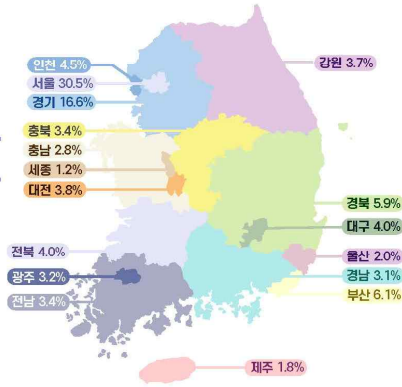 인천 4.5%
서울 30.5%
경기 16.6%
강원 3.7%
충북 3.4%
충남 2.8%
세종 1.2%
대전 3.8%
경북 5.9%
대구 4.0%
전북 4.0%
울산 2.0%
광주 3.2%
경남 3.1%
전남 3.4%
부산 6.1%
제주 1.8%